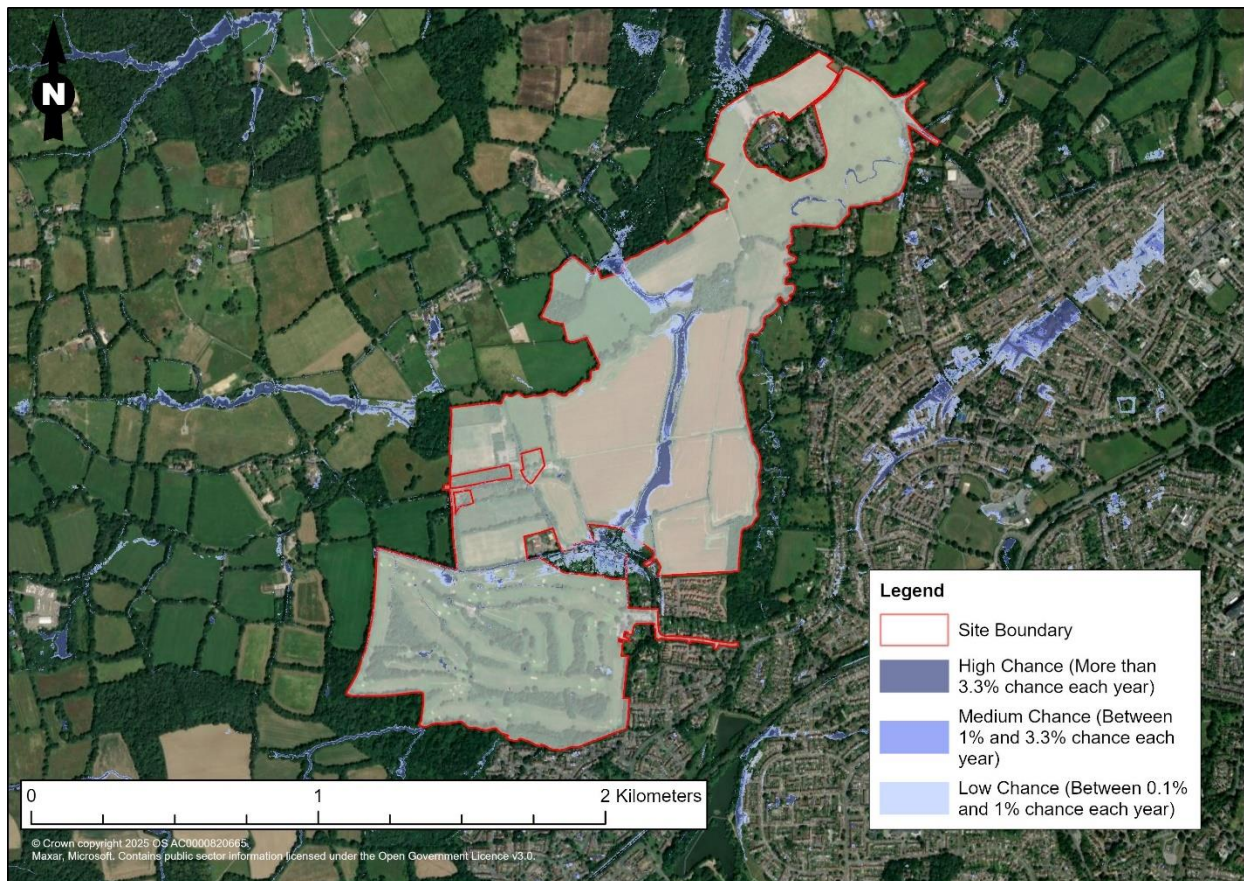 N
Legend
Site Boundary
High Chance (More than
3.3% chance each year)
Medium Chance (Between
1% and 3.3% chance each
year)
Low Chance (Between 0.1%
and 1% chance each year)
0 1 2 Kilometers
© Crown copyright 2025 OS AC0000820665
Maxar, Microsoft. Contains public sector information licensed under the Open Government Licence v3.0.